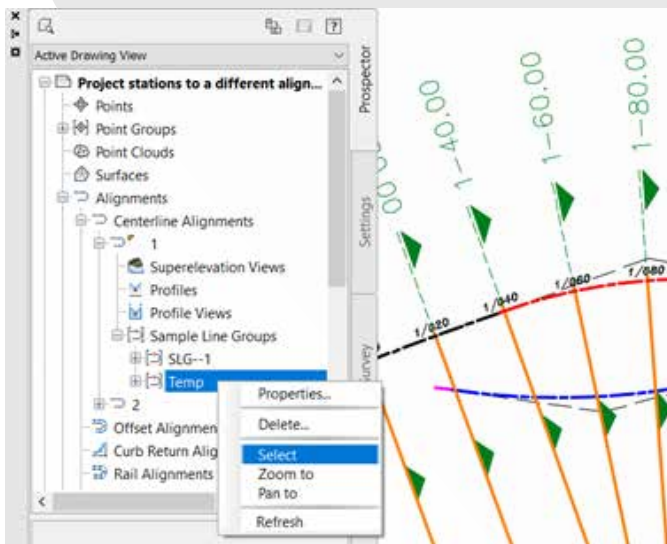 Active Drawing View
Project stations to a different align...
Points
Point Groups
Point Clouds
Surfaces
Alignments
Centerline Alignments
1
Superelevation Views
Profiles
Profile Views
Sample Line Groups
SLG--1
Temp
2
Offset Alignmen
Curb Return Alig
Rail Alignments
Properties...
Delete...
Select
Zoom to
Pan to
Refresh
Prospector
Settings
Survey
00.00
1-40.00
1-60.00
1-80.00
1/020
1/040
1/060
1/080